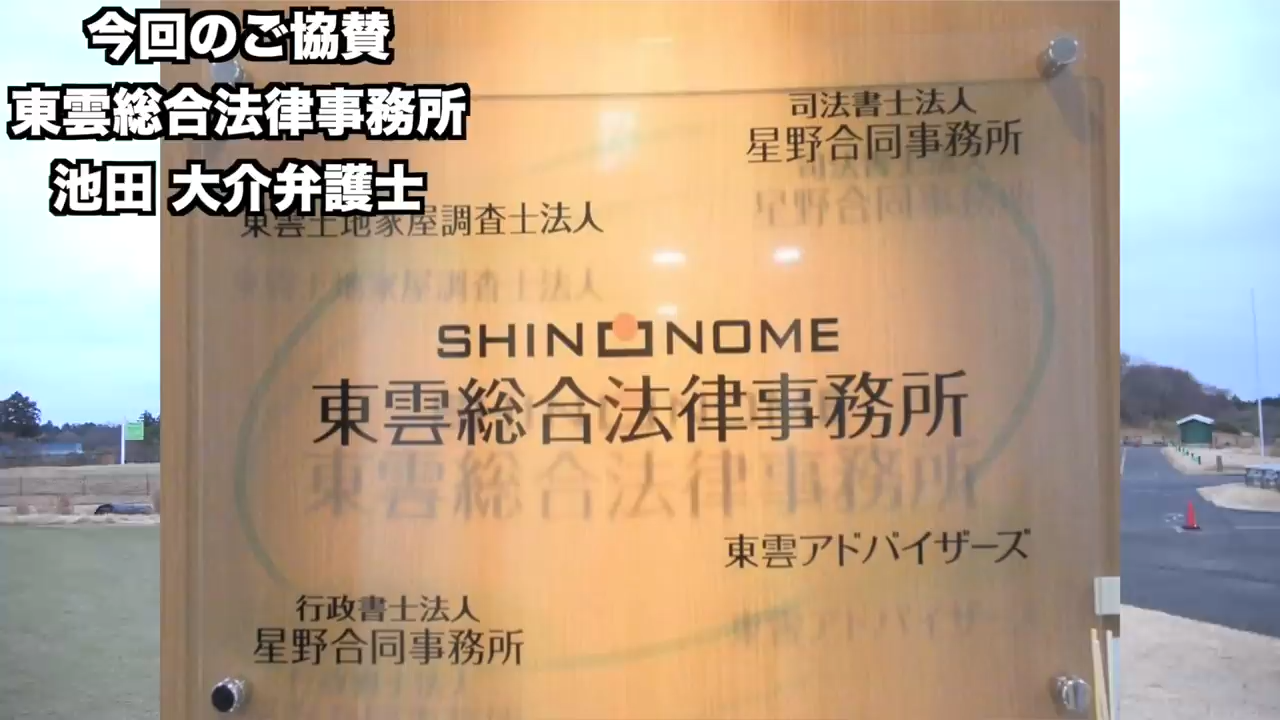 今回のご協賛
東雲総合法律事務所
池田 大介弁護士
司法書士法人
星野合同事務所
東雲土地家屋調査士法人
SHINONOME
東雲総合法律事務所
東雲アドバイザーズ
行政書士法人
星野合同事務所